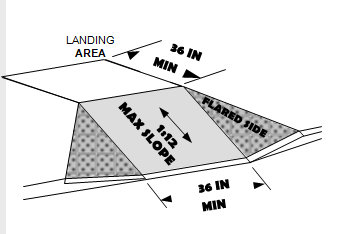 LANDING
AREA
36 IN
MIN
MAX SLOPE
1:12
FLARED SIDE
36 IN
MIN